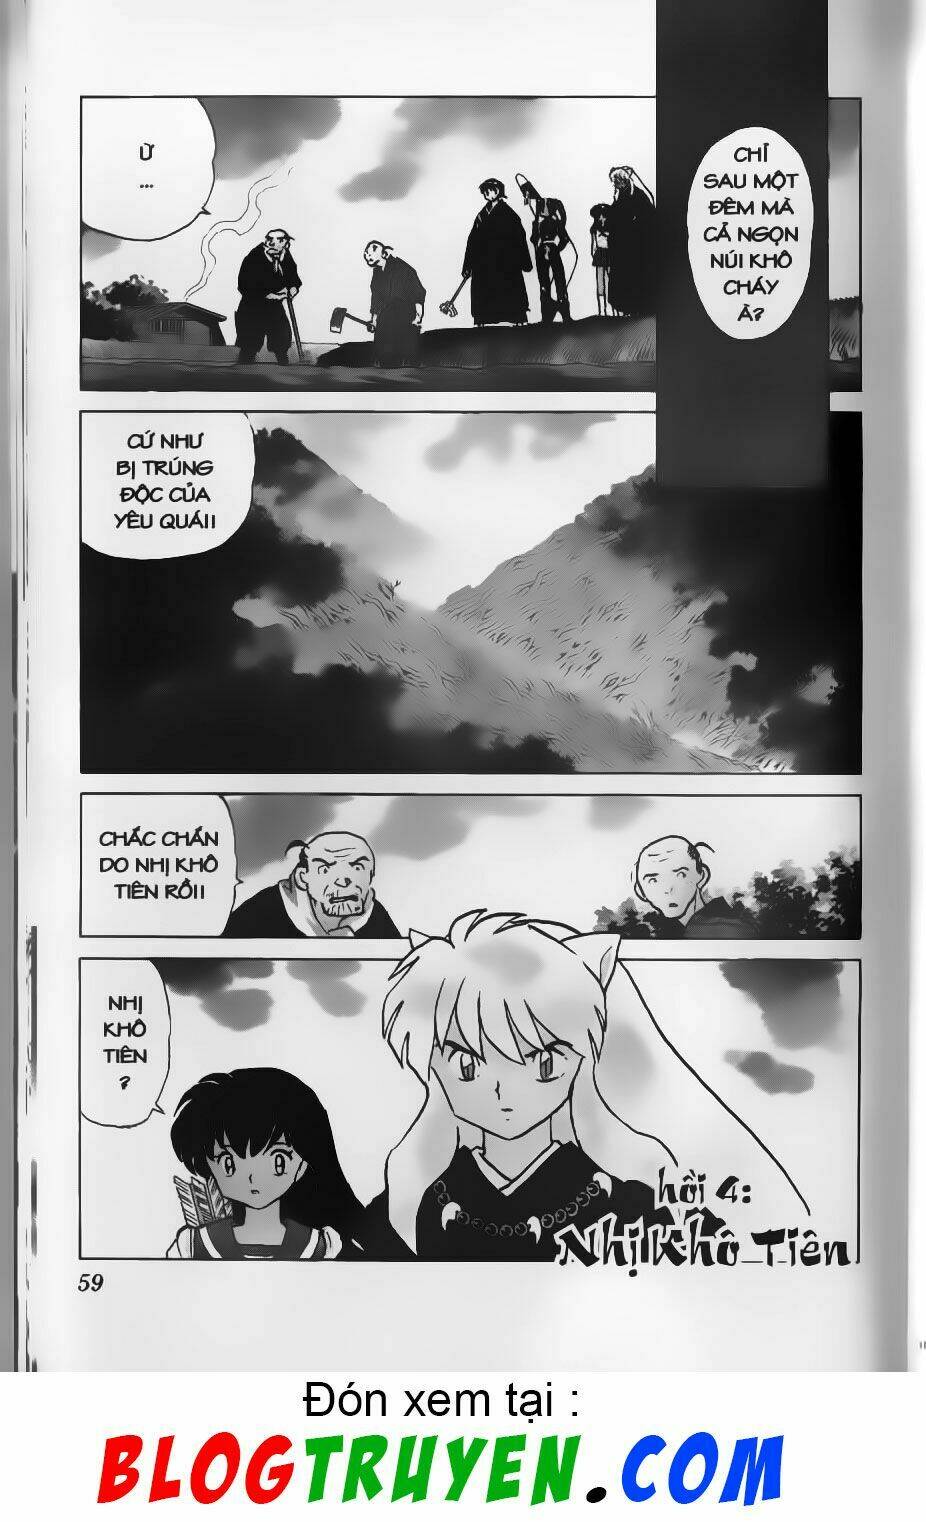 CHỈ
SAU MỘT
ĐÊM MÀ
CẢ NGỌN
NÚI KHÔ
CHÁY
À?
Ừ
...
CỨ NHƯ
BỊ TRÚNG
ĐỘC CỦA
YÊU QUÁI!
CHẮC CHẮN
DO NHỊ KHÔ
TIÊN RỒI!
NHỊ
KHÔ
TIÊN
?
hồi 4:
Nhị Khô Tiên
59
Đón xem tại :
BLOGTRUYEN.COM